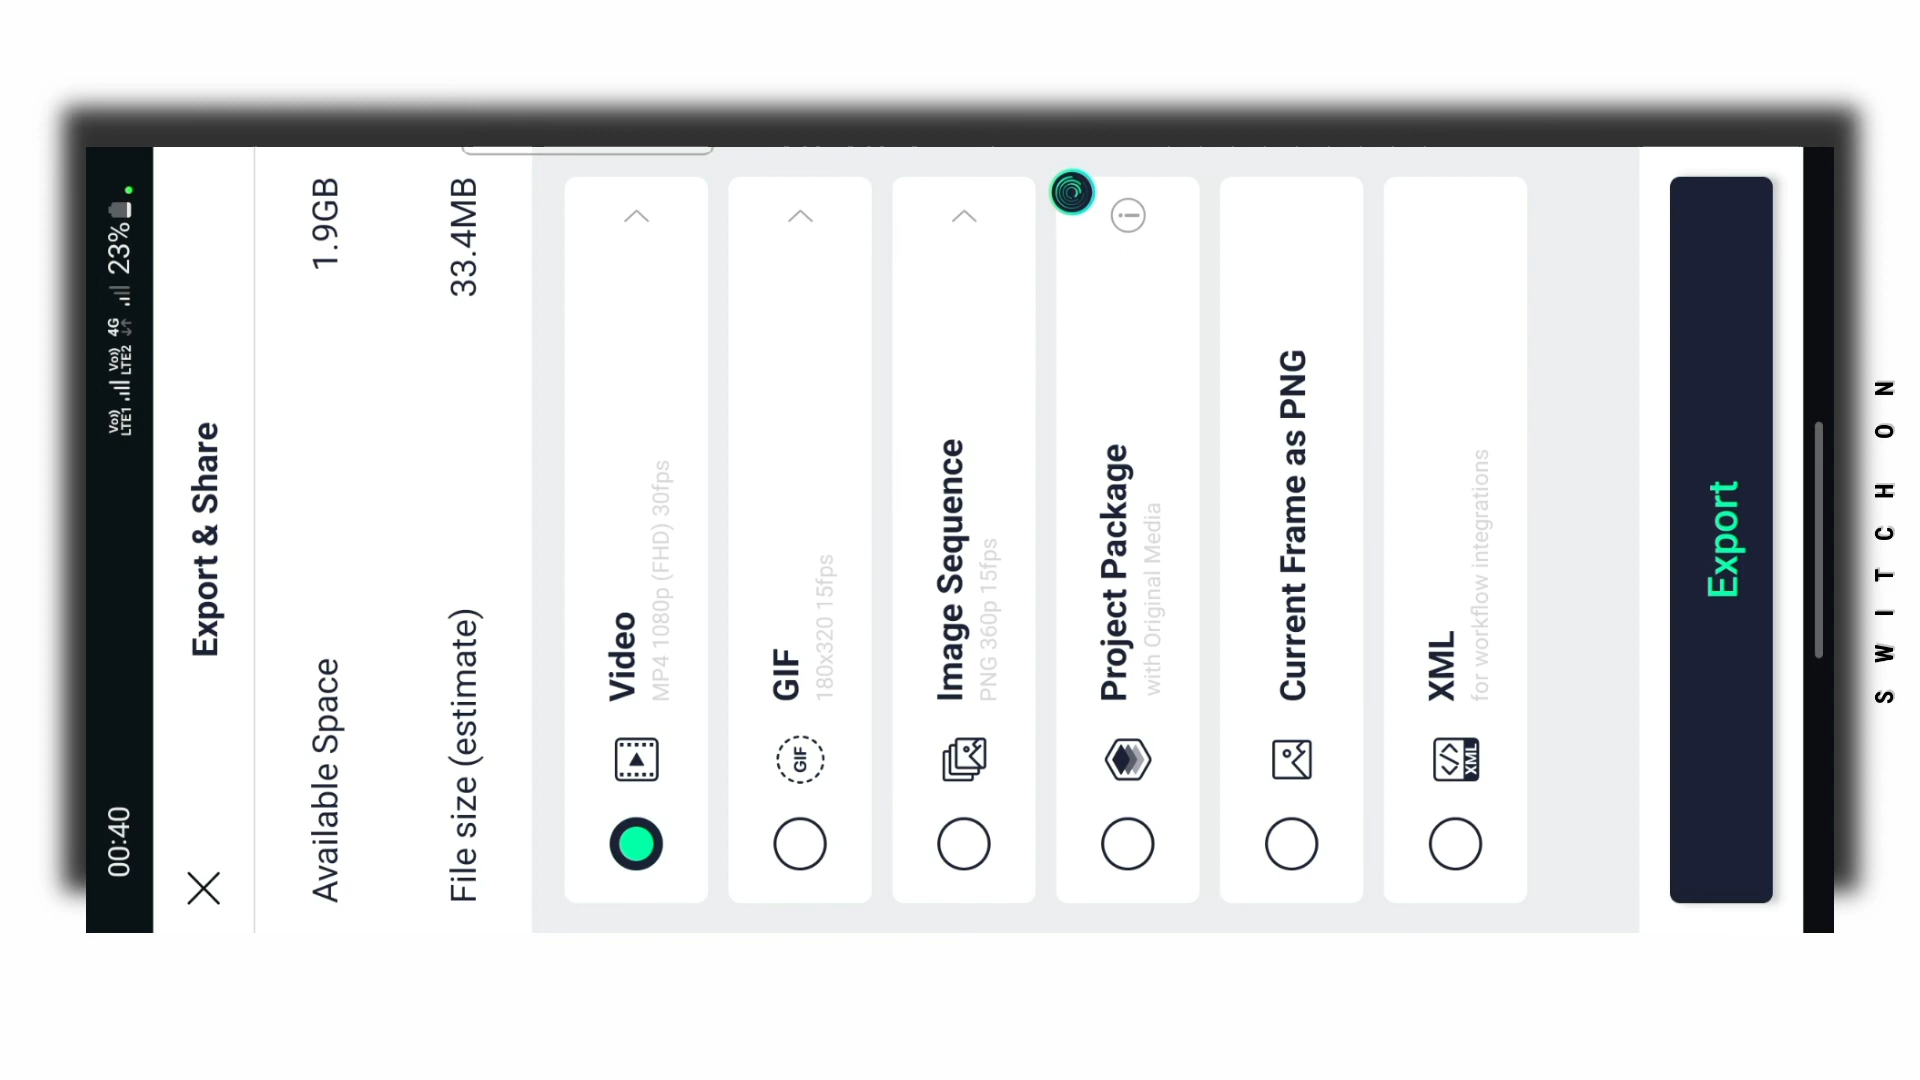 00:40
Vo)) LTE1 Vo)) LTE2 4G 23%
Export & Share
Available Space 1.9GB
File size (estimate) 33.4MB
Video
MP4 1080p (FHD) 30fps
GIF
GIF
180x320 15fps
Image Sequence
PNG 360p 15fps
Project Package
with Original Media
Current Frame as PNG
XML
XML
for workflow integrations
Export
SWITCH ON